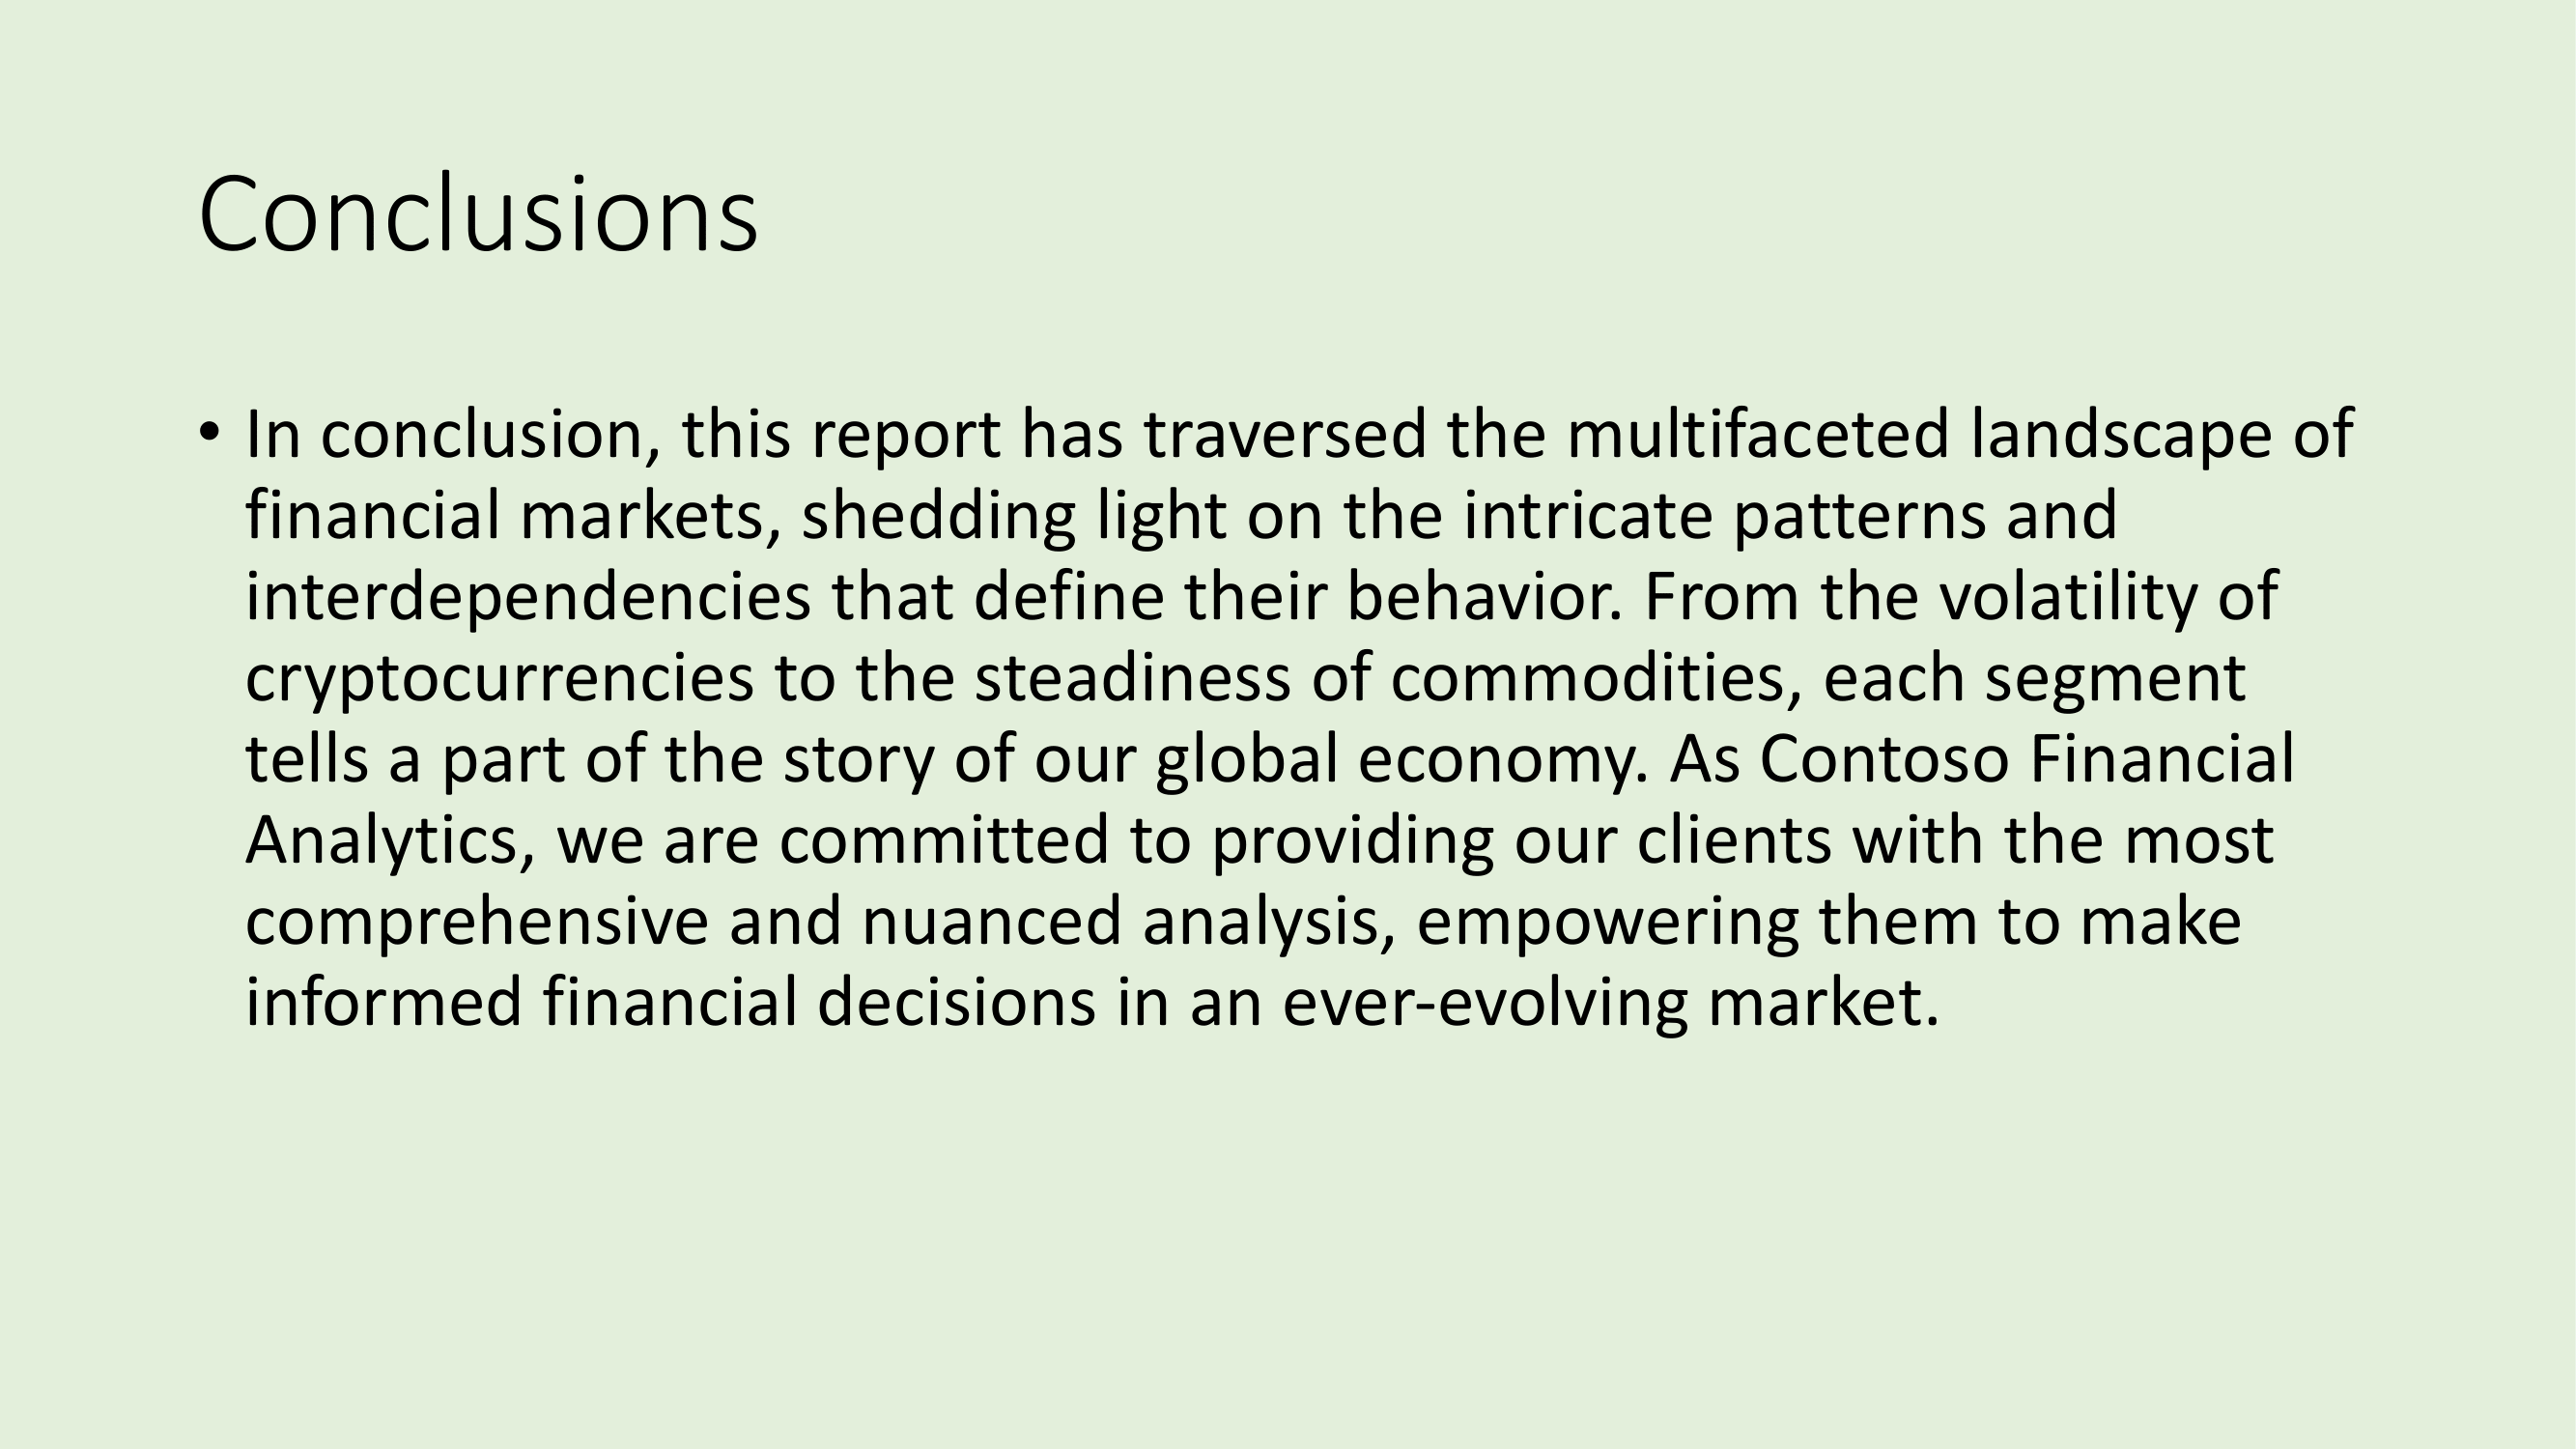 Conclusions
• In conclusion, this report has traversed the multifaceted landscape of
financial markets, shedding light on the intricate patterns and
interdependencies that define their behavior. From the volatility of
cryptocurrencies to the steadiness of commodities, each segment
tells a part of the story of our global economy. As Contoso Financial
Analytics, we are committed to providing our clients with the most
comprehensive and nuanced analysis, empowering them to make
informed financial decisions in an ever-evolving market.